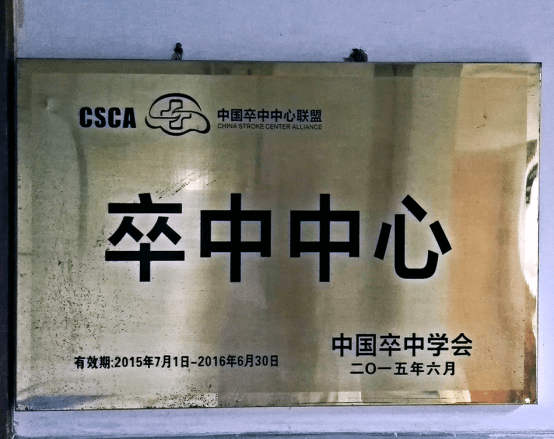 CSCA 中国卒中中心联盟
CHINA STROKE CENTER ALLIANCE
卒中中心
有效期:2015年7月1日-2016年6月30日
中国卒中学会
二〇一五年六月